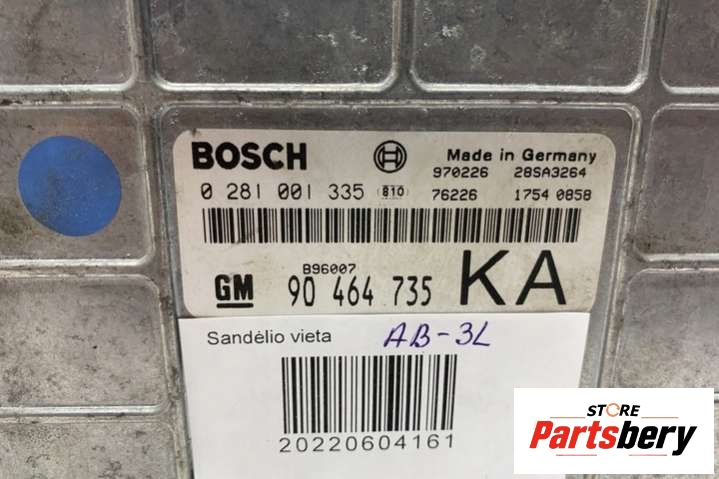 BOSCH Made in Germany
970226 28SA3264
0 281 001 335 (B10) 76226 1754 0858
B96007
GM 90 464 735 KA
Sandėlio vieta AB-3L
20220604161
STORE
Partsbery